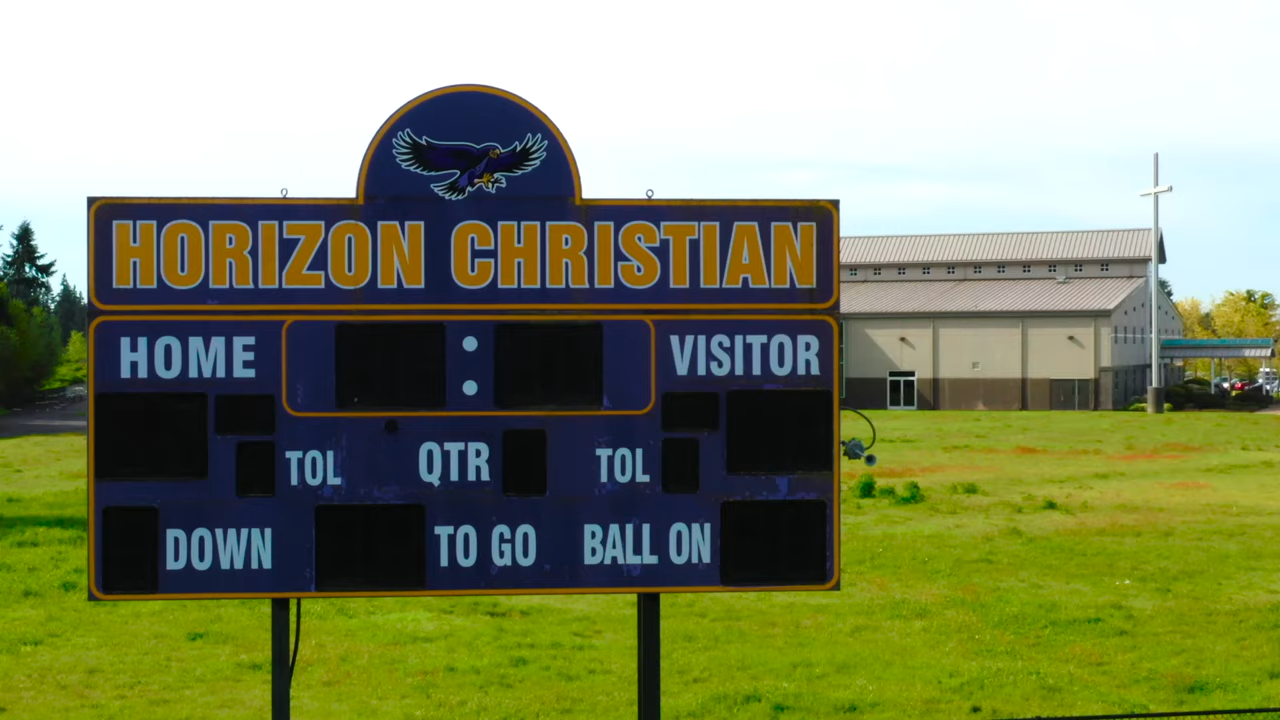 HORIZON CHRISTIAN
HOME : VISITOR
TOL QTR TOL
DOWN TO GO BALL ON